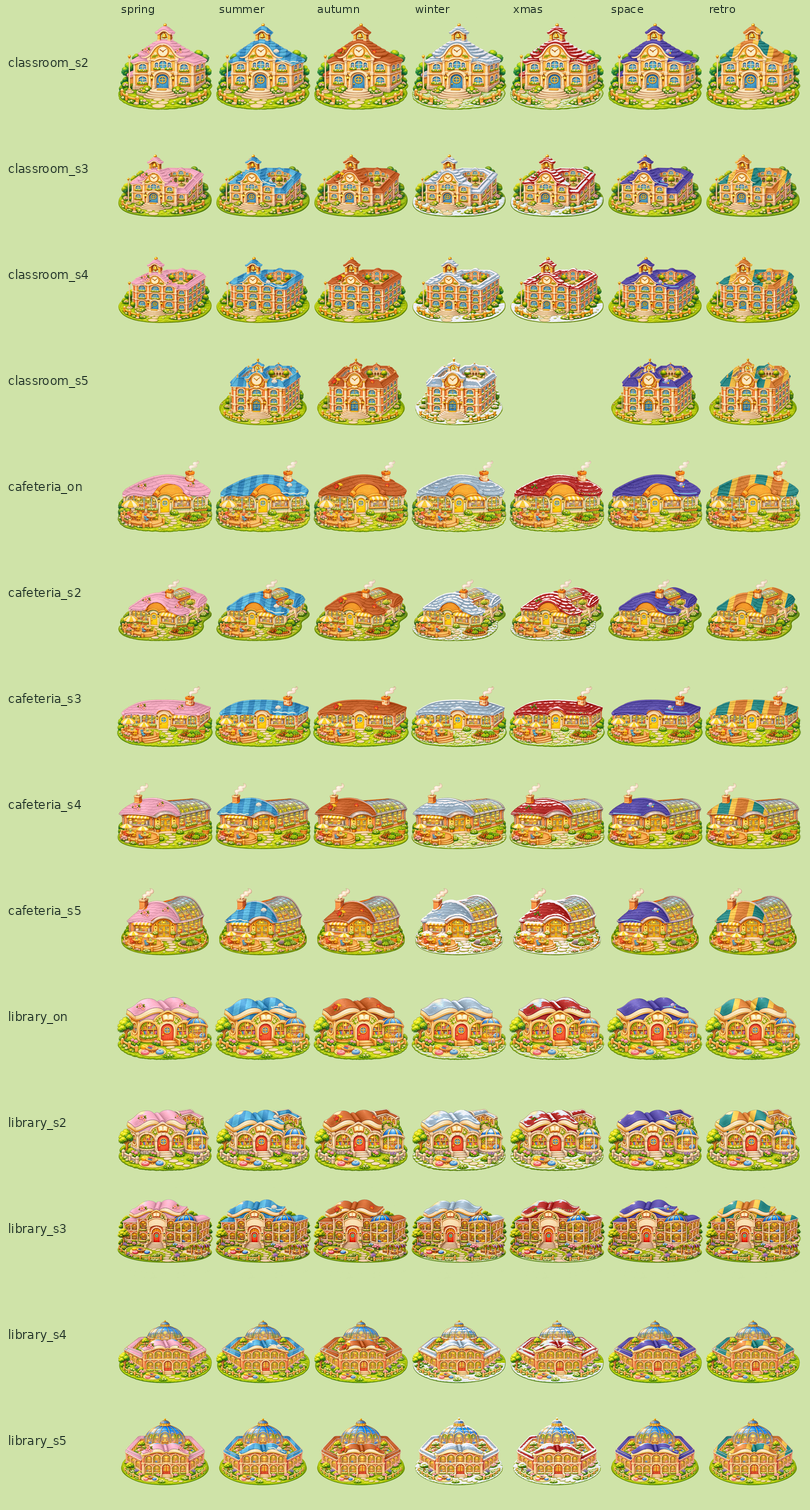 spring summer autumn winter xmas space retro
classroom_s2
classroom_s3
classroom_s4
classroom_s5
cafeteria_on
cafeteria_s2
cafeteria_s3
cafeteria_s4
cafeteria_s5
library_on
library_s2
library_s3
library_s4
library_s5